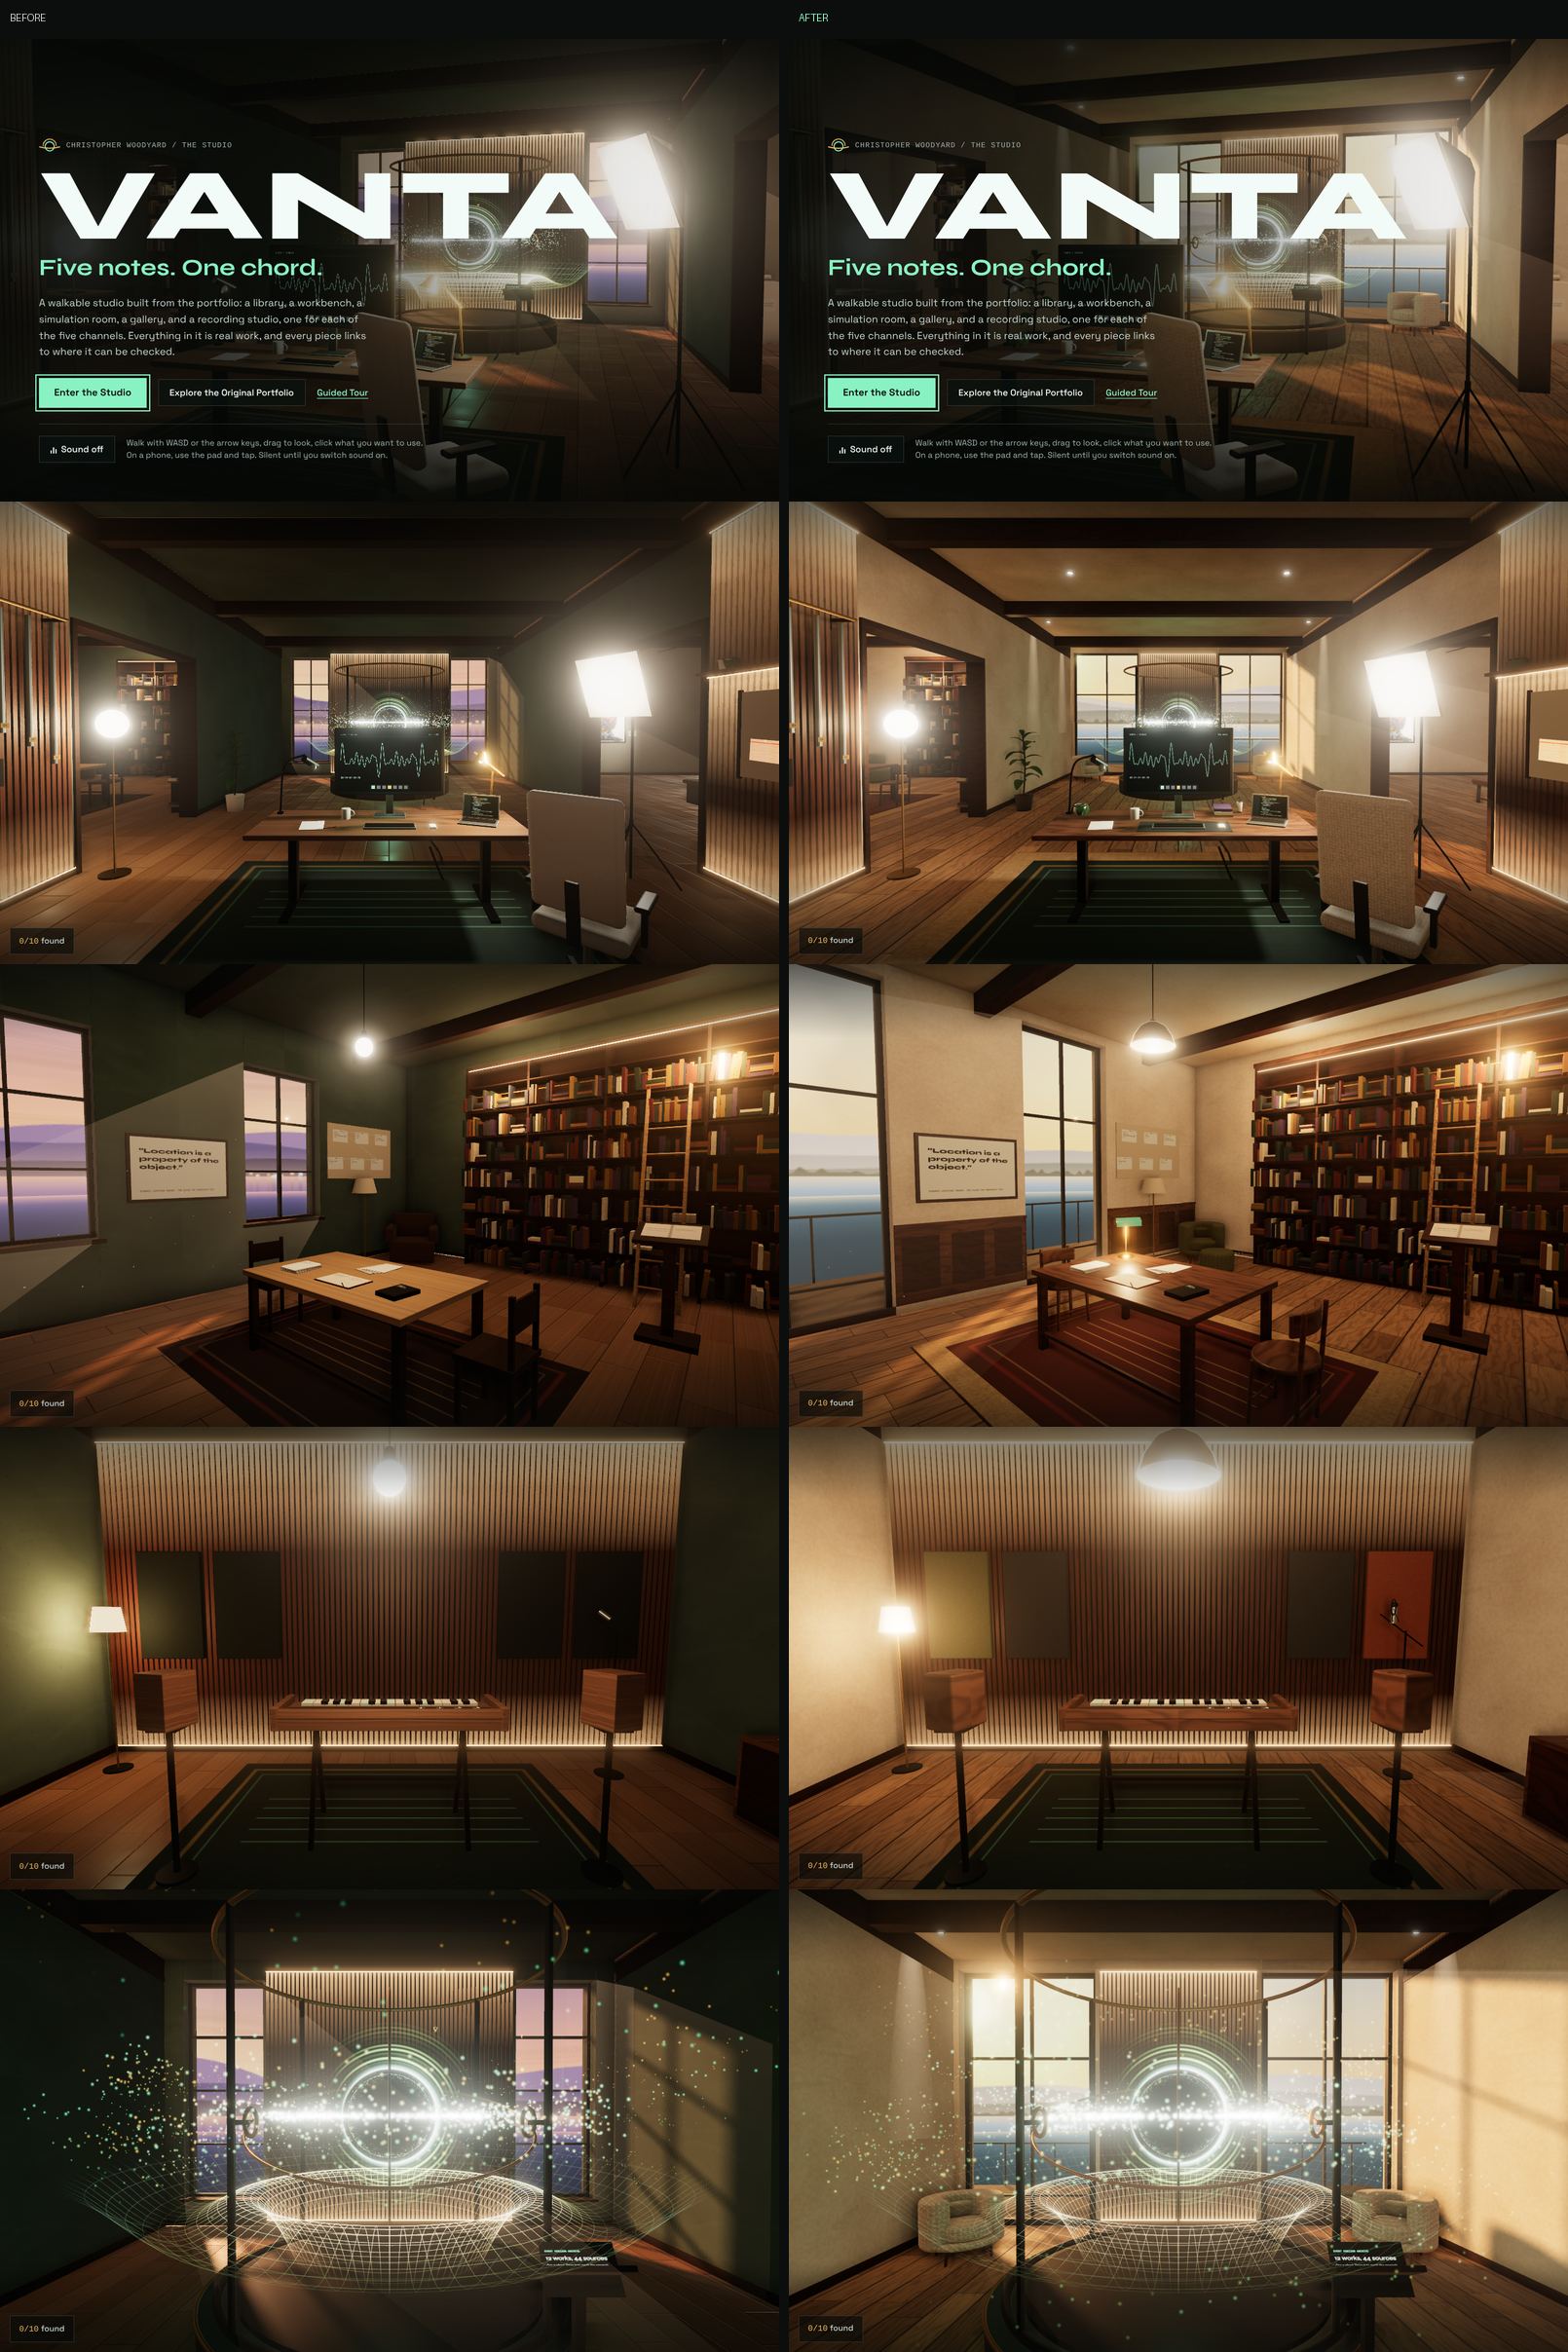 BEFORE
AFTER
CHRISTOPHER WOODYARD / THE STUDIO
VANTA
Five notes. One chord.
A walkable studio built from the portfolio: a library, a workbench, a
simulation room, a gallery, and a recording studio, one for each of
the five channels. Everything in it is real work, and every piece links
to where it can be checked.
Enter the Studio
Explore the Original Portfolio
Guided Tour
Sound off
Walk with WASD or the arrow keys, drag to look, click what you want to use.
On a phone, use the pad and tap. Silent until you switch sound on.
CHRISTOPHER WOODYARD / THE STUDIO
VANTA
Five notes. One chord.
A walkable studio built from the portfolio: a library, a workbench, a
simulation room, a gallery, and a recording studio, one for each of
the five channels. Everything in it is real work, and every piece links
to where it can be checked.
Enter the Studio
Explore the Original Portfolio
Guided Tour
Sound off
Walk with WASD or the arrow keys, drag to look, click what you want to use.
On a phone, use the pad and tap. Silent until you switch sound on.
0/10 found
0/10 found
"Location is a
property of the
object."
0/10 found
"Location is a
property of the
object."
0/10 found
0/10 found
0/10 found
12 works, 44 sources
0/10 found
12 works, 44 sources
0/10 found